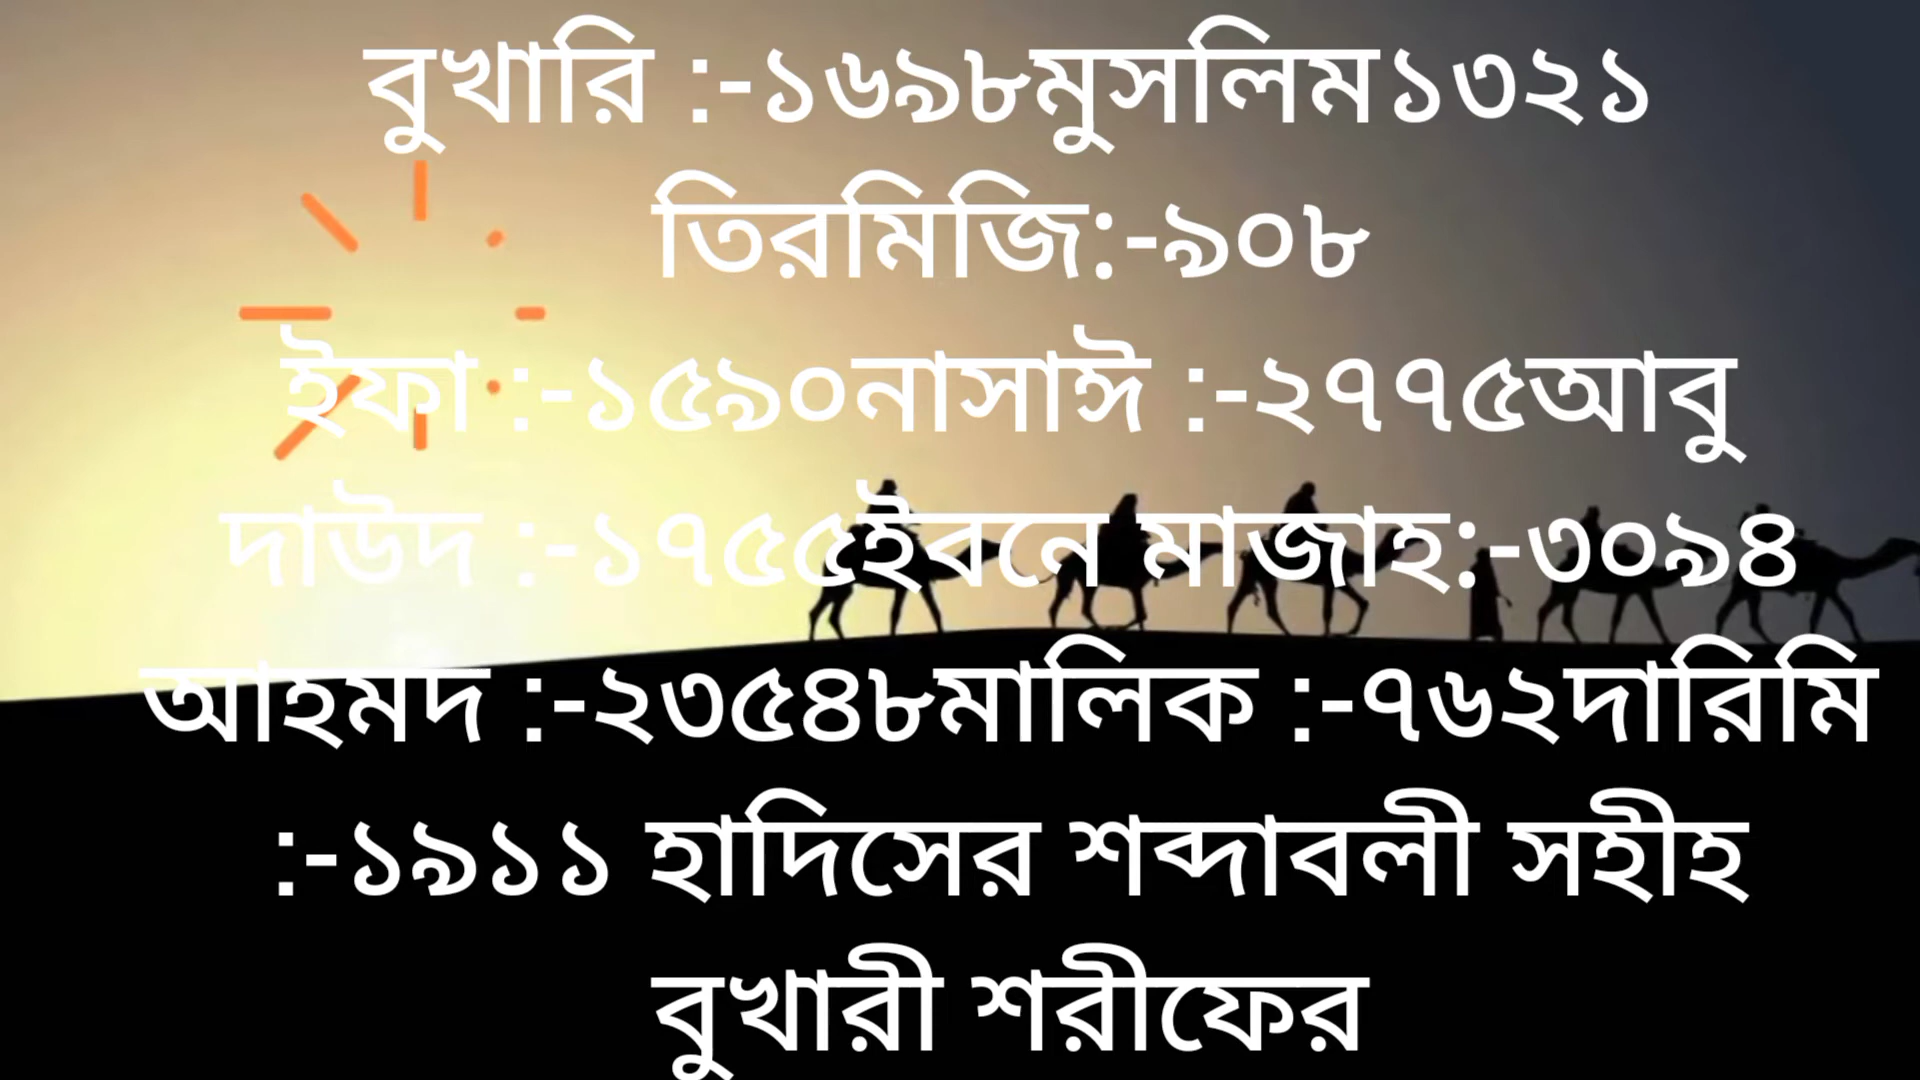 বুখারি :-১৬৯৮মুসলিম১৩২১
তিরমিজি:-৯০৮
ইফা :-১৫৯০নাসাঈ :-২৭৭৫আবু
দাউদ :-১৭৫৫ইবনে মাজাহ:-৩০৯৪
আহমদ :-২৩৫৪৮মালিক :-৭৬২দারিমি
:-১৯১১ হাদিসের শব্দাবলী সহীহ
বুখারী শরীফের